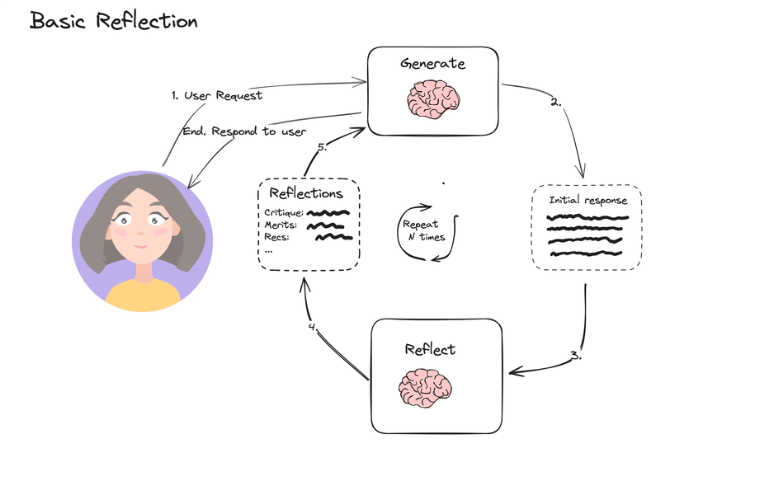 Basic Reflection
Generate
1. User Request
2.
End. Respond to user
5.
Reflections
Critique:
Merits:
Recs:
...
Repeat
N times
Initial response
4.
Reflect
3.